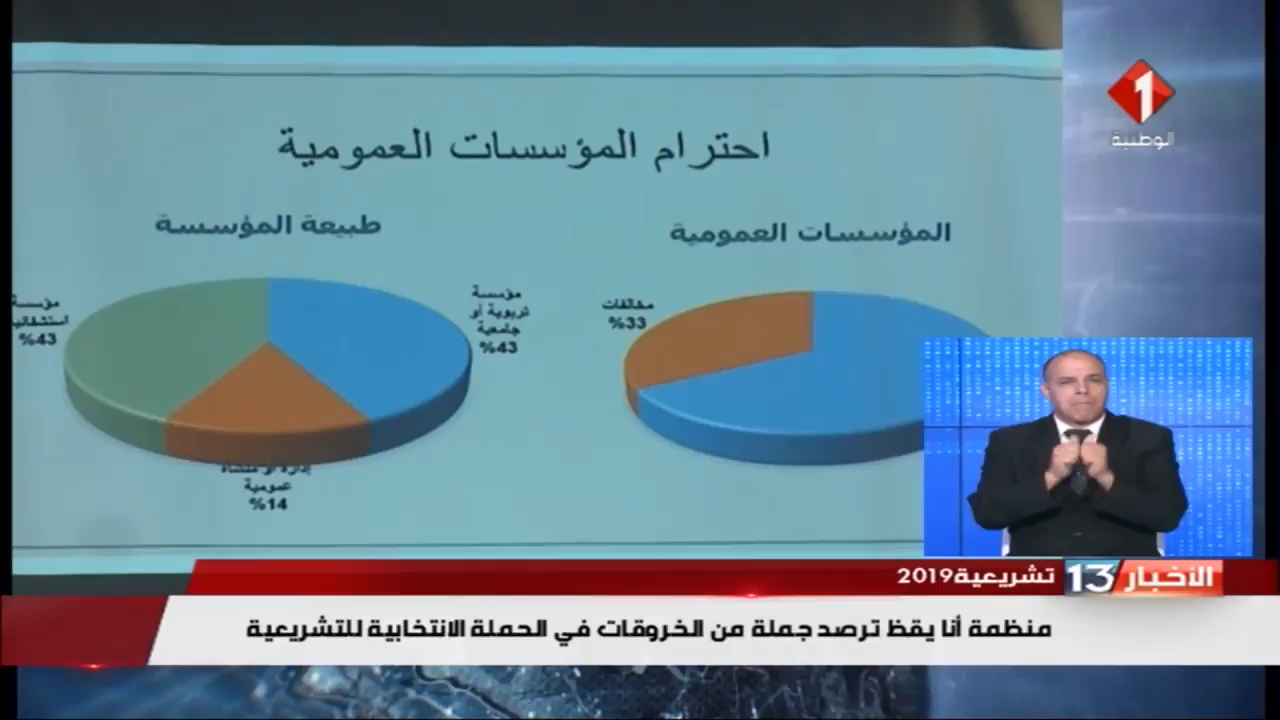 الوطنية
احترام المؤسسات العمومية
المؤسسات العمومية
طبيعة المؤسسة
مخالفات
%33
مؤسسة
تربوية أو
جامعية
%43
مؤسسة
%43
عمومية
%14
الأخبار 13 تشريعية2019
منظمة أنا يقظ ترصد جملة من الخروقات في الحملة الانتخابية للتشريعية